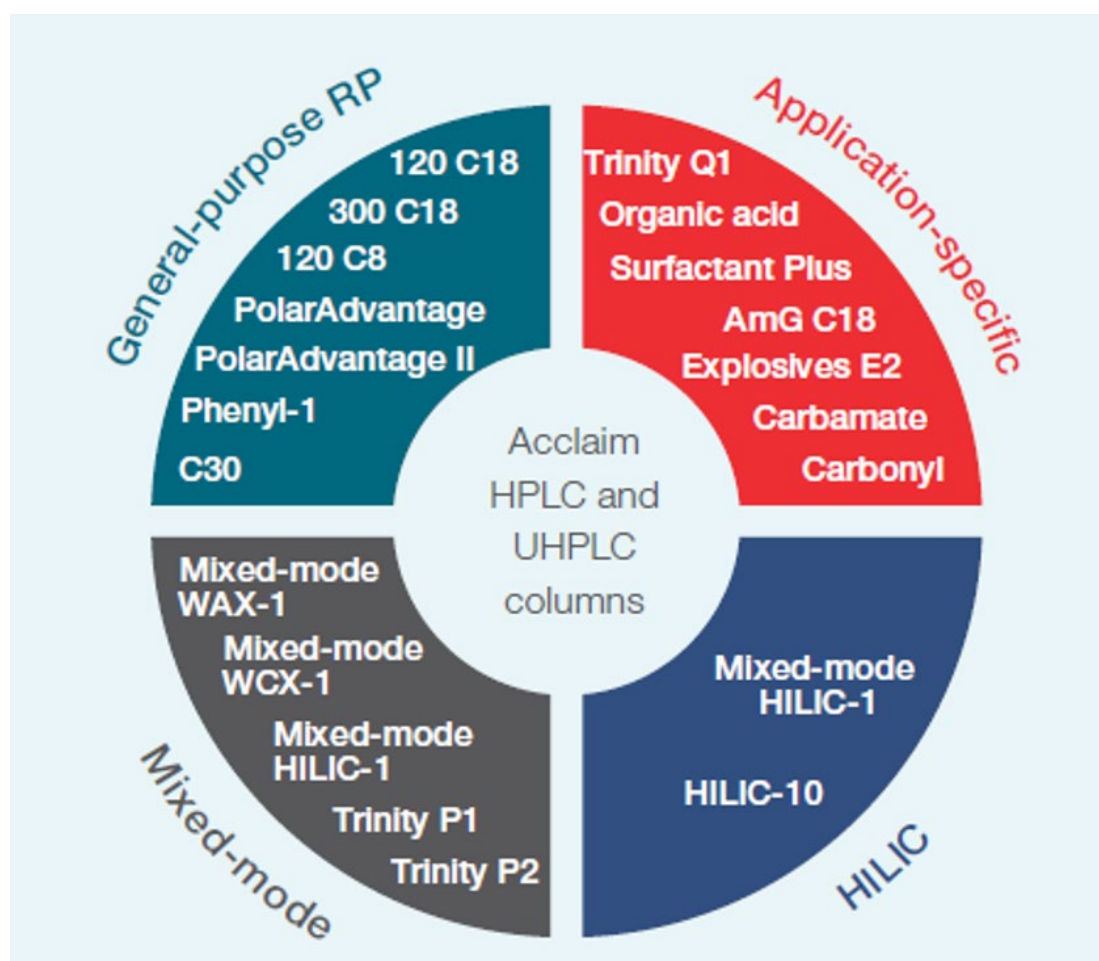 General-purpose RP
120 C18
300 C18
120 C8
PolarAdvantage
PolarAdvantage II
Phenyl-1
C30
Application-specific
Trinity Q1
Organic acid
Surfactant Plus
AmG C18
Explosives E2
Carbamate
Carbonyl
Acclaim
HPLC and
UHPLC
columns
Mixed-mode
Mixed-mode
WAX-1
Mixed-mode
WCX-1
Mixed-mode
HILIC-1
Trinity P1
Trinity P2
Mixed-mode
HILIC-1
HILIC-10
HILIC